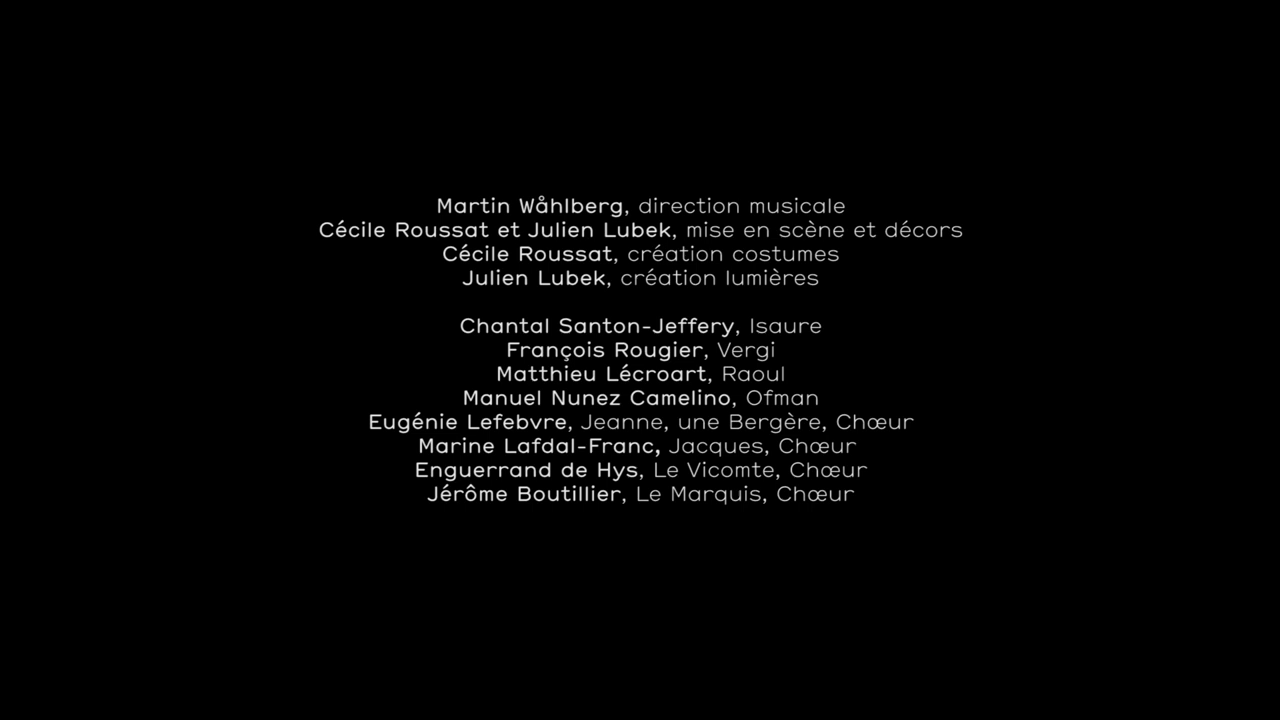 Martin Wåhlberg, direction musicale
Cécile Roussat et Julien Lubek, mise en scène et décors
Cécile Roussat, création costumes
Julien Lubek, création lumières
Chantal Santon-Jeffery, Isaure
François Rougier, Vergi
Matthieu Lécroart, Raoul
Manuel Nunez Camelino, Ofman
Eugénie Lefebvre, Jeanne, une Bergère, Chœur
Marine Lafdal-Franc, Jacques, Chœur
Enguerrand de Hys, Le Vicomte, Chœur
Jérôme Boutillier, Le Marquis, Chœur